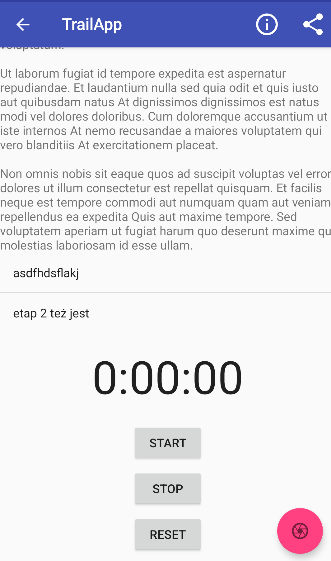 TrailApp
voluptatum.
Ut laborum fugiat id tempore expedita est aspernatur
repudiandae. Et laudantium nulla sed quia odit et quis iusto
aut quibusdam natus At dignissimos dignissimos est natus
modi vel dolores doloribus. Cum doloremque accusantium ut
iste internos At nemo recusandae a maiores voluptatem qui
vero blanditiis At exercitationem placeat.
Non omnis nobis sit eaque quos ad suscipit voluptas vel error
dolores ut illum consectetur est repellat quisquam. Et facilis
neque est tempore commodi aut numquam quam aut veniam
repellendus ea expedita Quis aut maxime tempore. Sed
voluptatem aperiam ut fugiat harum quo deserunt maxime qu
molestias laboriosam id esse ullam.
asdfhdsflakj
etap 2 też jest
0:00:00
START
STOP
RESET